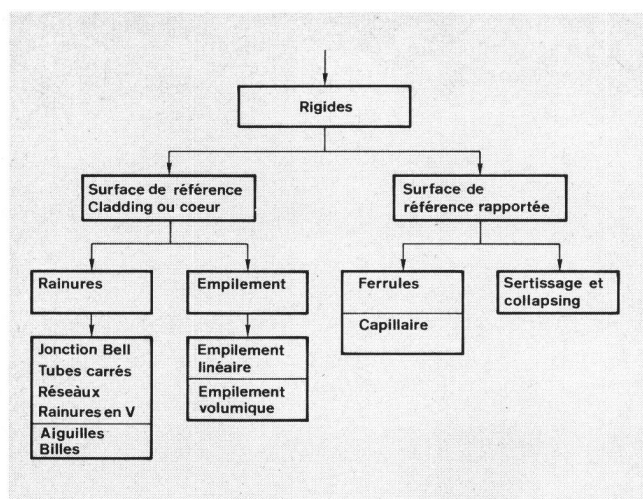 Rigides
Surface de référence
Cladding ou coeur
Surface de
référence rapportée
Rainures
Empilement
Ferrules
Capillaire
Sertissage et
collapsing
Jonction Bell
Tubes carrés
Réseàux
Rainures en V
Aiguilles
Billes
Empilement
linéaire
Empilement
volumique